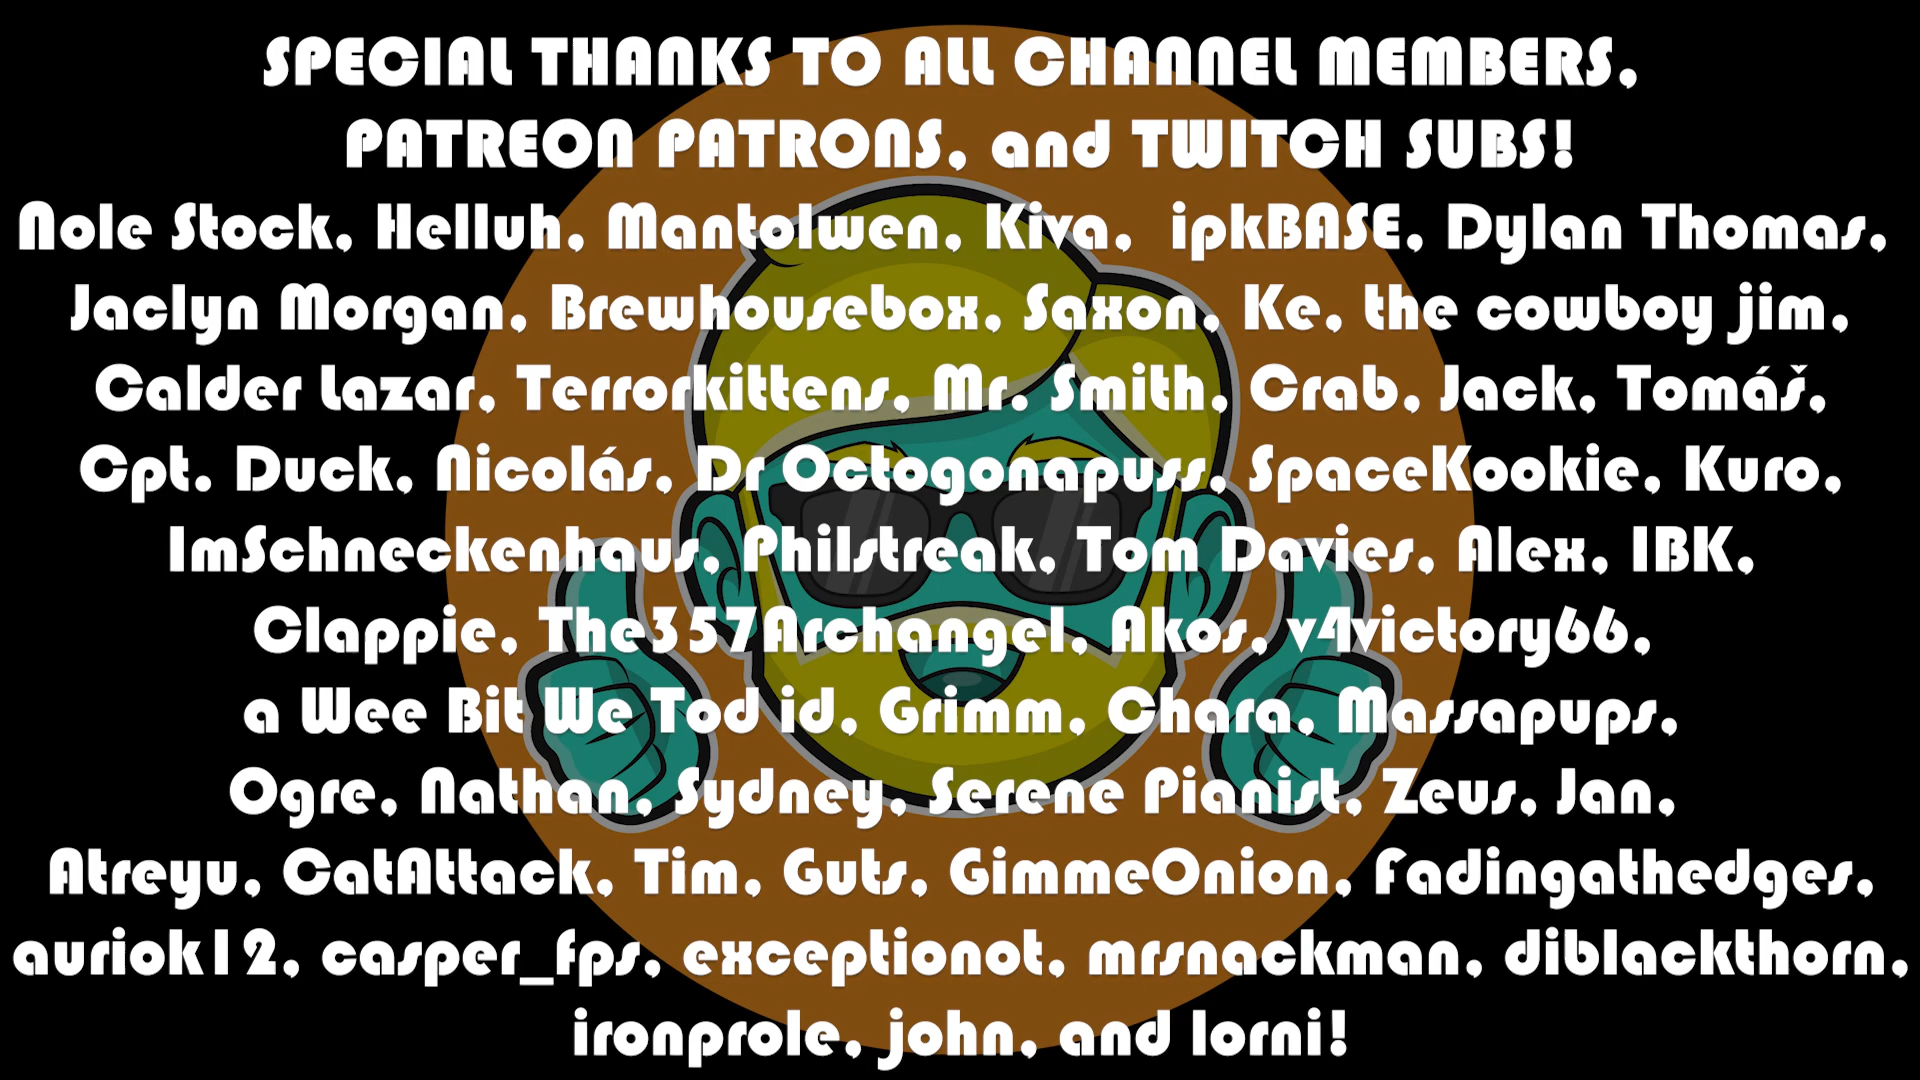 SPECIAL THANKS TO ALL CHANNEL MEMBERS,
PATREON PATRONS, and TWITCH SUBS!
Nole Stock, Helluh, Mantolwen, Kiva, ipkBASE, Dylan Thomas,
Jaclyn Morgan, Brewhousebox, Saxon, Ke, the cowboy jim,
Calder Lazar, Terrorkittens, Mr. Smith, Crab, Jack, Tomáš,
Cpt. Duck, Nicolás, Dr Octogonapuss, SpaceKookie, Kuro,
ImSchneckenhaus, Philstreak, Tom Davies, Alex, IBK,
Clappie, The357Archangel, Akos, v4victory66,
a Wee Bit We Tod id, Grimm, Chara, Massapups,
Ogre, Nathan, Sydney, Serene Pianist, Zeus, Jan,
Atreyu, CatAttack, Tim, Guts, GimmeOnion, Fadingathedges,
auriok12, casper_fps, exceptionot, mrsnackman, diblackthorn,
ironprole, john, and lorni!